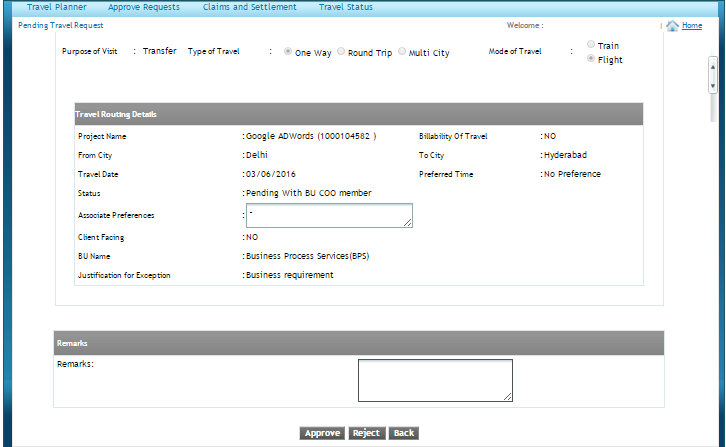 Travel Planner Approve Requests Claims and Settlement Travel Status
Pending Travel Request Welcome : | Home
Purpose of Visit : Transfer Type of Travel : One Way Round Trip Multi City Mode of Travel : Train
Flight
Travel Routing Details
Project Name :Google ADWords (1000104582 ) Billability Of Travel :NO
From City :Delhi To City :Hyderabad
Travel Date :03/06/2016 Preferred Time :No Preference
Status :Pending With BU COO member
Associate Preferences : -
Client Facing :NO
BU Name :Business Process Services(BPS)
Justification for Exception :Business requirement
Remarks
Remarks:
Approve Reject Back